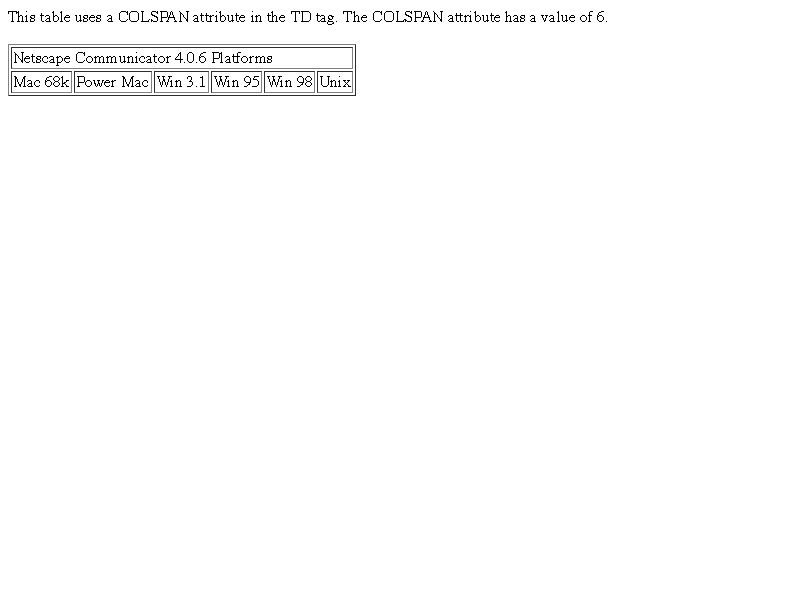 This table uses a COLSPAN attribute in the TD tag. The COLSPAN attribute has a value of 6.
Netscape Communicator 4.0.6 Platforms
Mac 68k Power Mac Win 3.1 Win 95 Win 98 Unix